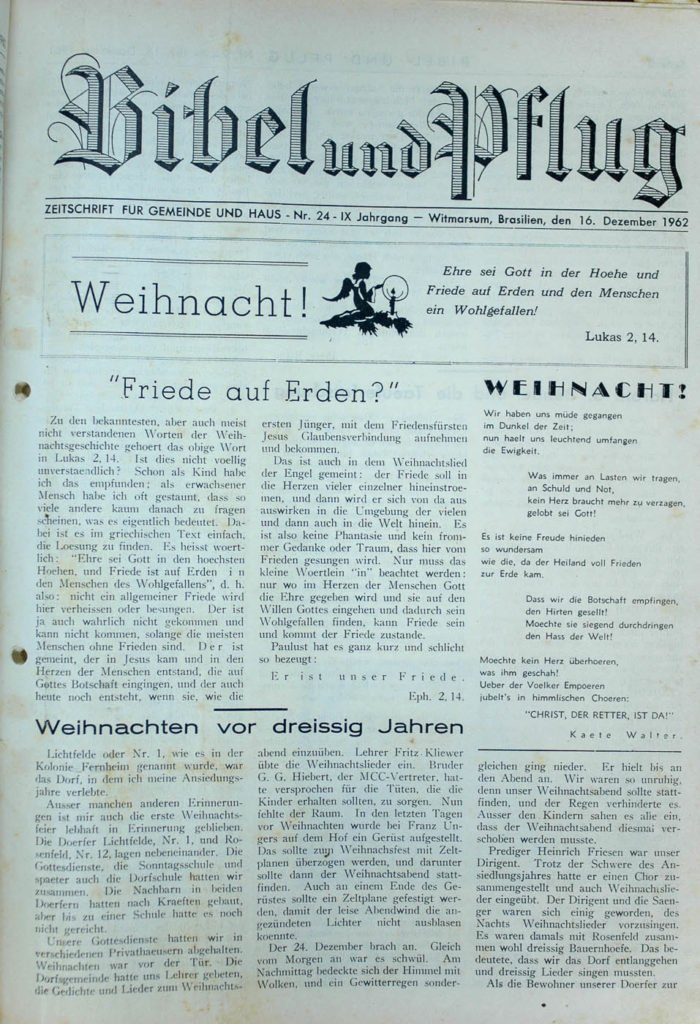 Bibel und Pflug
ZEITSCHRIFT FUR GEMEINDE UND HAUS - Nr. 24 - IX Jahrgang — Witmarsum, Brasilien, den 16. Dezember 1962
Weihnacht!
Ehre sei Gott in der Hoehe und
Friede auf Erden und den Menschen
ein Wohlgefallen!
Lukas 2, 14.
"Friede auf Erden?"
Zu den bekanntesten, aber auch meist
nicht verstandenen Worten der Weih-
nachtsgeschichte gehoert das obige Wort
in Lukas 2, 14. Ist dies nicht voellig
unverstaendlich? Schon als Kind habe
ich das empfunden; als erwachsener
Mensch habe ich oft gestaunt, dass so
viele andere kaum danach zu fragen
scheinen, was es eigentlich bedeutet. Da-
bei ist es im griechischen Text einfach,
die Loesung zu finden. Es heisst woert-
lich: "Ehre sei Gott in den hoechsten
Hoehen, und Friede ist auf Erden i n
den Menschen des Wohlgefallens", d. h.
also: nicht ein allgemeiner Friede wird
hier verheissen oder besungen. Der ist
ja auch wahrlich nicht gekommen und
kann nicht kommen, solange die meisten
Menschen ohne Frieden sind. D e r ist
gemeint, der in Jesus kam und in den
Herzen der Menschen entstand, die auf
Gottes Botschaft eingingen, und der auch
heute noch entsteht, wenn sie, wie die
ersten Jünger, mit dem Friedensfürsten
Jesus Glaubensverbindung aufnehmen
und bekommen.
Das ist auch in dem Weihnachtslied
der Engel gemeint: der Friede soll in
die Herzen vieler einzelner hineinstroe-
men, und dann wird er sich von da aus
auswirken in die Umgebung der vielen
und dann auch in die Welt hinein. Es
ist also keine Phantasie und kein from-
mer Gedanke oder Traum, dass hier vom
Frieden gesungen wird. Nur muss das
kleine Woertlein "in" beachtet werden:
nur wo im Herzen der Menschen Gott
die Ehre gegeben wird und sie auf den
Willen Gottes eingehen und dadurch sein
Wohlgefallen finden, kann Friede sein
und kommt der Friede zustande.
Paulust hat es ganz kurz und schlicht
so bezeugt:
E r i s t u n s e r F r i e d e.
Eph. 2, 14.
WEIHNACHT!
Wir haben uns müde gegangen
im Dunkel der Zeit;
nun haelt uns leuchtend umfangen
die Ewigkeit.
Was immer an Lasten wir tragen,
an Schuld und Not,
kein Herz braucht mehr zu verzagen,
gelobt sei Gott!
Es ist keine Freude hinieden
so wundersam
wie die, da der Heiland voll Frieden
zur Erde kam.
Dass wir die Botschaft empfingen,
den Hirten gesellt!
Moechte sie siegend durchdringen
den Hass der Welt!
Moechte kein Herz überhoeren,
was ihm geschah!
Ueber der Voelker Empoeren
jubelt's in himmlischen Choeren:
"CHRIST, DER RETTER, IST DA!"
K a e t e W a l t e r .
Weihnachten vor dreissig Jahren
Lichtfelde oder Nr. 1, wie es in der
Kolonie Fernheim genannt wurde, war
das Dorf, in dem ich meine Ansiedungs-
jahre verlebte.
Ausser manchen anderen Erinnerun-
gen ist mir auch die erste Weihnachts-
feier lebhaft in Erinnerung geblieben.
Die Doerfer Lichtfelde, Nr. 1, und Ro-
senfeld, Nr. 12, lagen nebeneinander. Die
Gottesdienste, die Sonntagsschule und
spaeter auch die Dorfschule hatten wir
zusammen. Die Nachbarn in beiden
Doerfern hatten nach Kraeften gebaut,
aber bis zu einer Schule hatte es noch
nicht gereicht.
Unsere Gottesdienste hatten wir in
verschiedenen Privathaeusern abgehalten.
Weihnachten war vor der Tür. Die
Dorfsgemeinde hatte uns Lehrer gebeten,
die Gedichte und Lieder zum Weihnachts-
abend einzuüben. Lehrer Fritz Kliewer
übte die Weihnachtslieder ein. Bruder
G. G. Hiebert, der MCC-Vertreter, hat-
te versprochen für die Tüten, die die
Kinder erhalten sollten, zu sorgen. Nun
fehlte der Raum. In den letzten Tagen
vor Weihnachten wurde bei Franz Un-
gers auf dem Hof ein Gerüst aufgestellt.
Das sollte zum Weihnachsfest mit Zelt-
planen überzogen werden, und darunter
sollte dann der Weihnachtsabend statt-
finden. Auch an einem Ende des Ge-
rüstes sollte ein Zeltplane gefestigt wer-
den, damit der leise Abendwind die an-
gezündeten Lichter nicht ausblasen
koennte.
Der 24. Dezember brach an. Gleich
vom Morgen an war es schwül. Am
Nachmittag bedeckte sich der Himmel mit
Wolken, und ein Gewitterregen sonder-
gleichen ging nieder. Er hielt bis an
den Abend an. Wir waren so unruhig,
denn unser Weihnachtsabend sollte statt-
finden, und der Regen verhinderte es.
Ausser den Kindern sahen es alle ein,
dass der Weihnachtsabend diesmal ver-
schoben werden musste.
Prediger Heinrich Friesen war unser
Dirigent. Trotz der Schwere des An-
siedlungsjahres hatte er einen Chor zu-
sammengestellt und auch Weihnachtslie-
der eingeübt. Der Dirigent und die Saen-
ger waren sich einig geworden, des
Nachts Weihnachtslieder vorzusingen.
Es waren damals mit Rosenfeld zusam-
men wohl dreissig Bauernhoefe. Das be-
deutete, dass wir das Dorf entlanggehen
und dreissig Lieder singen mussten.
Als die Bewohner unserer Doerfer zur